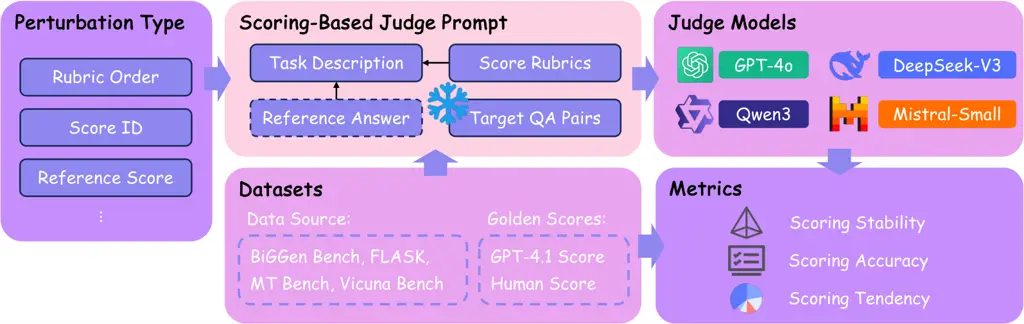 Perturbation Type
Rubric Order
Score ID
Reference Score
⋮
Scoring-Based Judge Prompt
Task Description
Score Rubrics
Reference Answer
Target QA Pairs
Judge Models
GPT-4o
DeepSeek-V3
Qwen3
Mistral-Small
Datasets
Data Source:
BiGGen Bench, FLASK,
MT Bench, Vicuna Bench
Golden Scores:
GPT-4.1 Score
Human Score
Metrics
Scoring Stability
Scoring Accuracy
Scoring Tendency